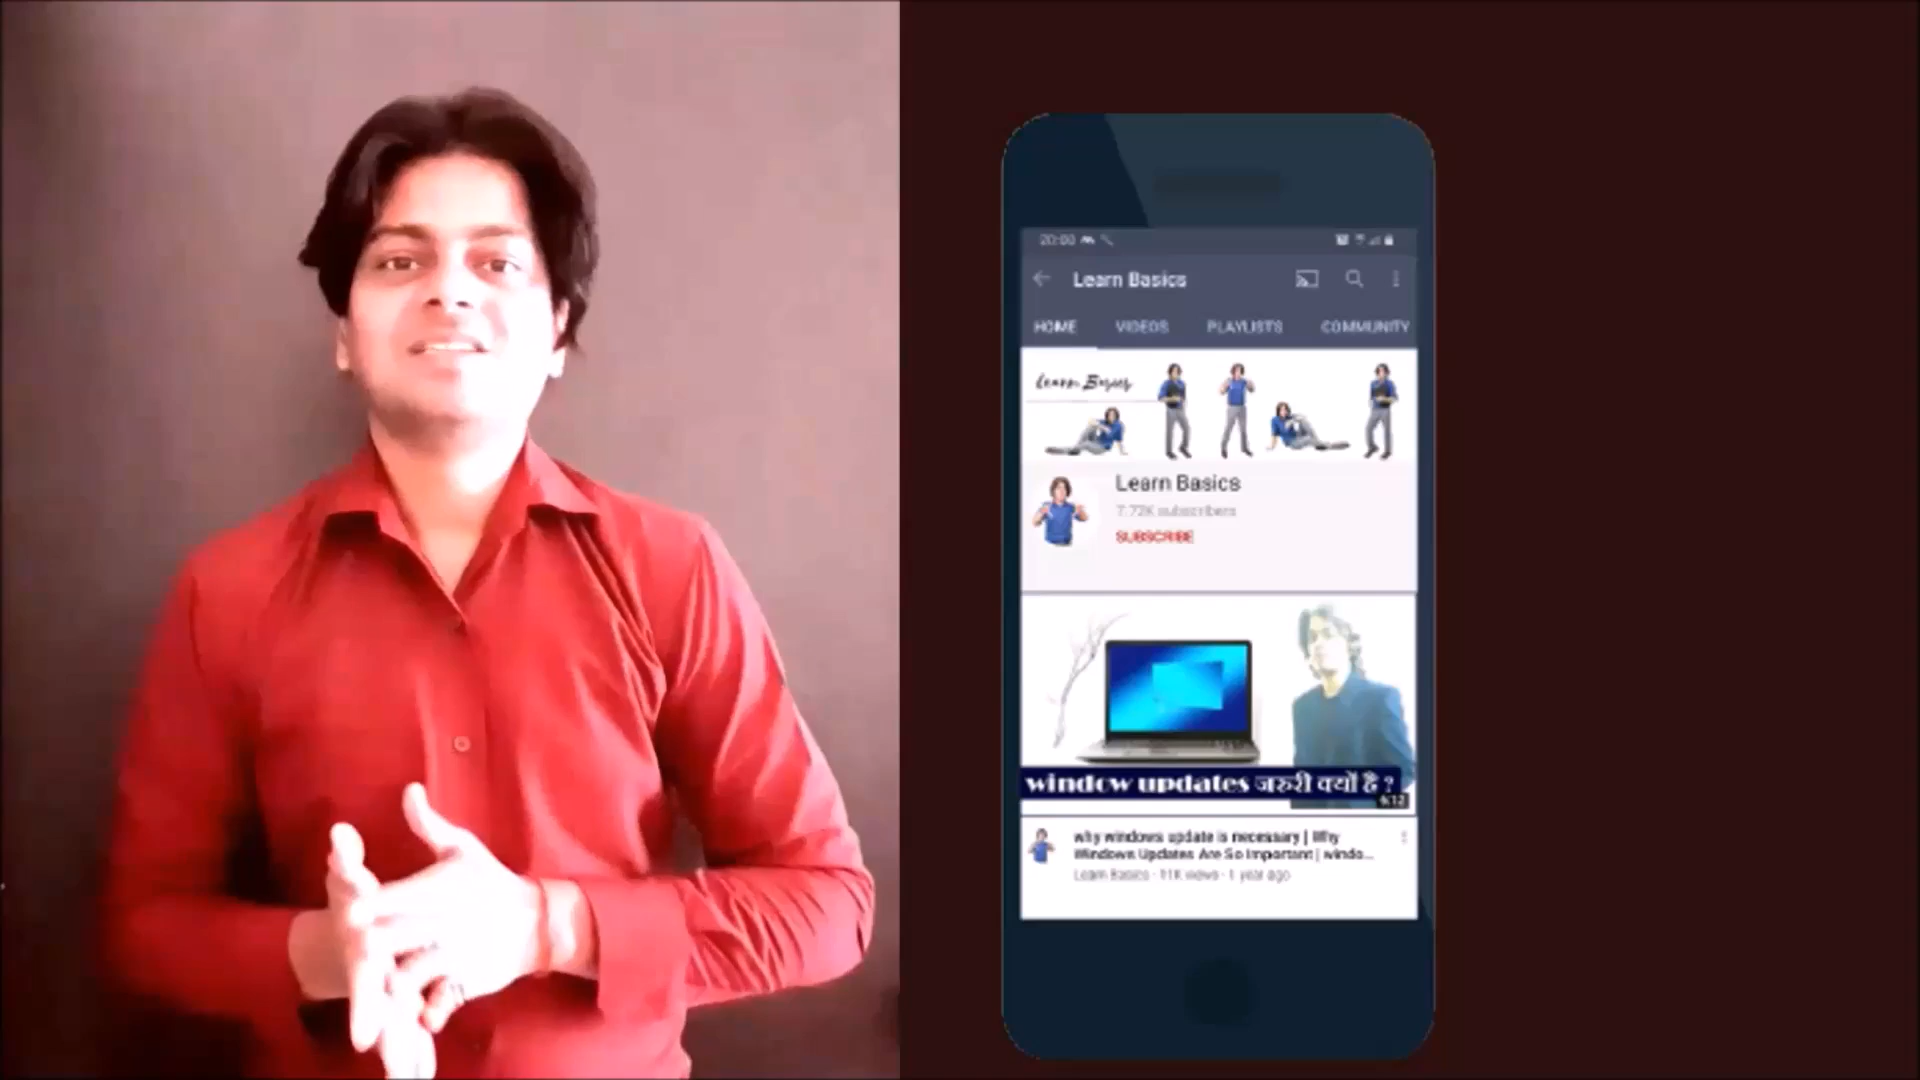 20:00
Learn Basics
HOME VIDEOS PLAYLISTS COMMUNITY
Learn Basics
Learn Basics
7.72K subscribers
SUBSCRIBE
window updates जरुरी क्यों है ?
6:12
why windows update is necessary | Why
Windows Updates Are So Important | windo...
Learn Basics · 11K views · 1 year ago